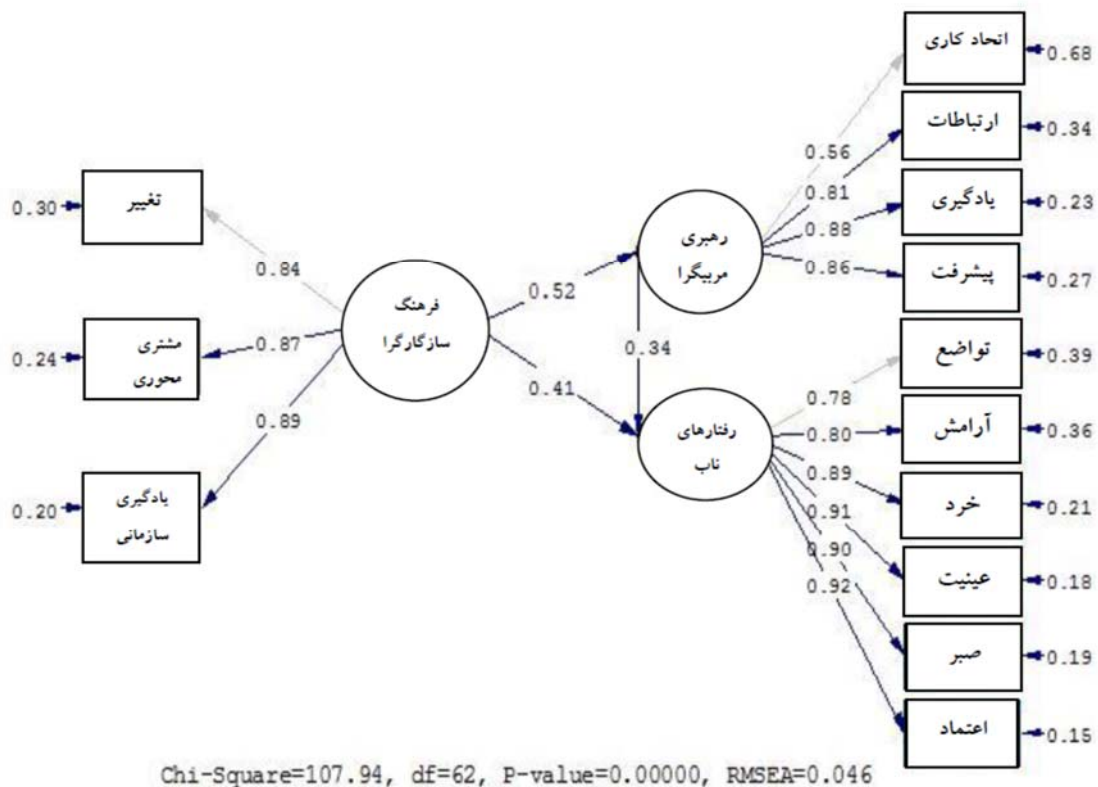 0.30
تغییر
0.84
0.24
مشتری
محوری
0.87
0.20
یادگیری
سازمانی
0.89
فرهنگ
سازگارگرا
0.52
0.41
رهبری
مربیگرا
0.34
رفتارهای
ناب
0.56
اتحاد کاری
0.68
0.81
ارتباطات
0.34
0.88
یادگیری
0.23
0.86
پیشرفت
0.27
0.78
تواضع
0.39
0.80
آرامش
0.36
0.89
خرد
0.21
0.91
عینیت
0.18
0.90
صبر
0.19
0.92
اعتماد
0.15
Chi-Square=107.94, df=62, P-value=0.00000, RMSEA=0.046